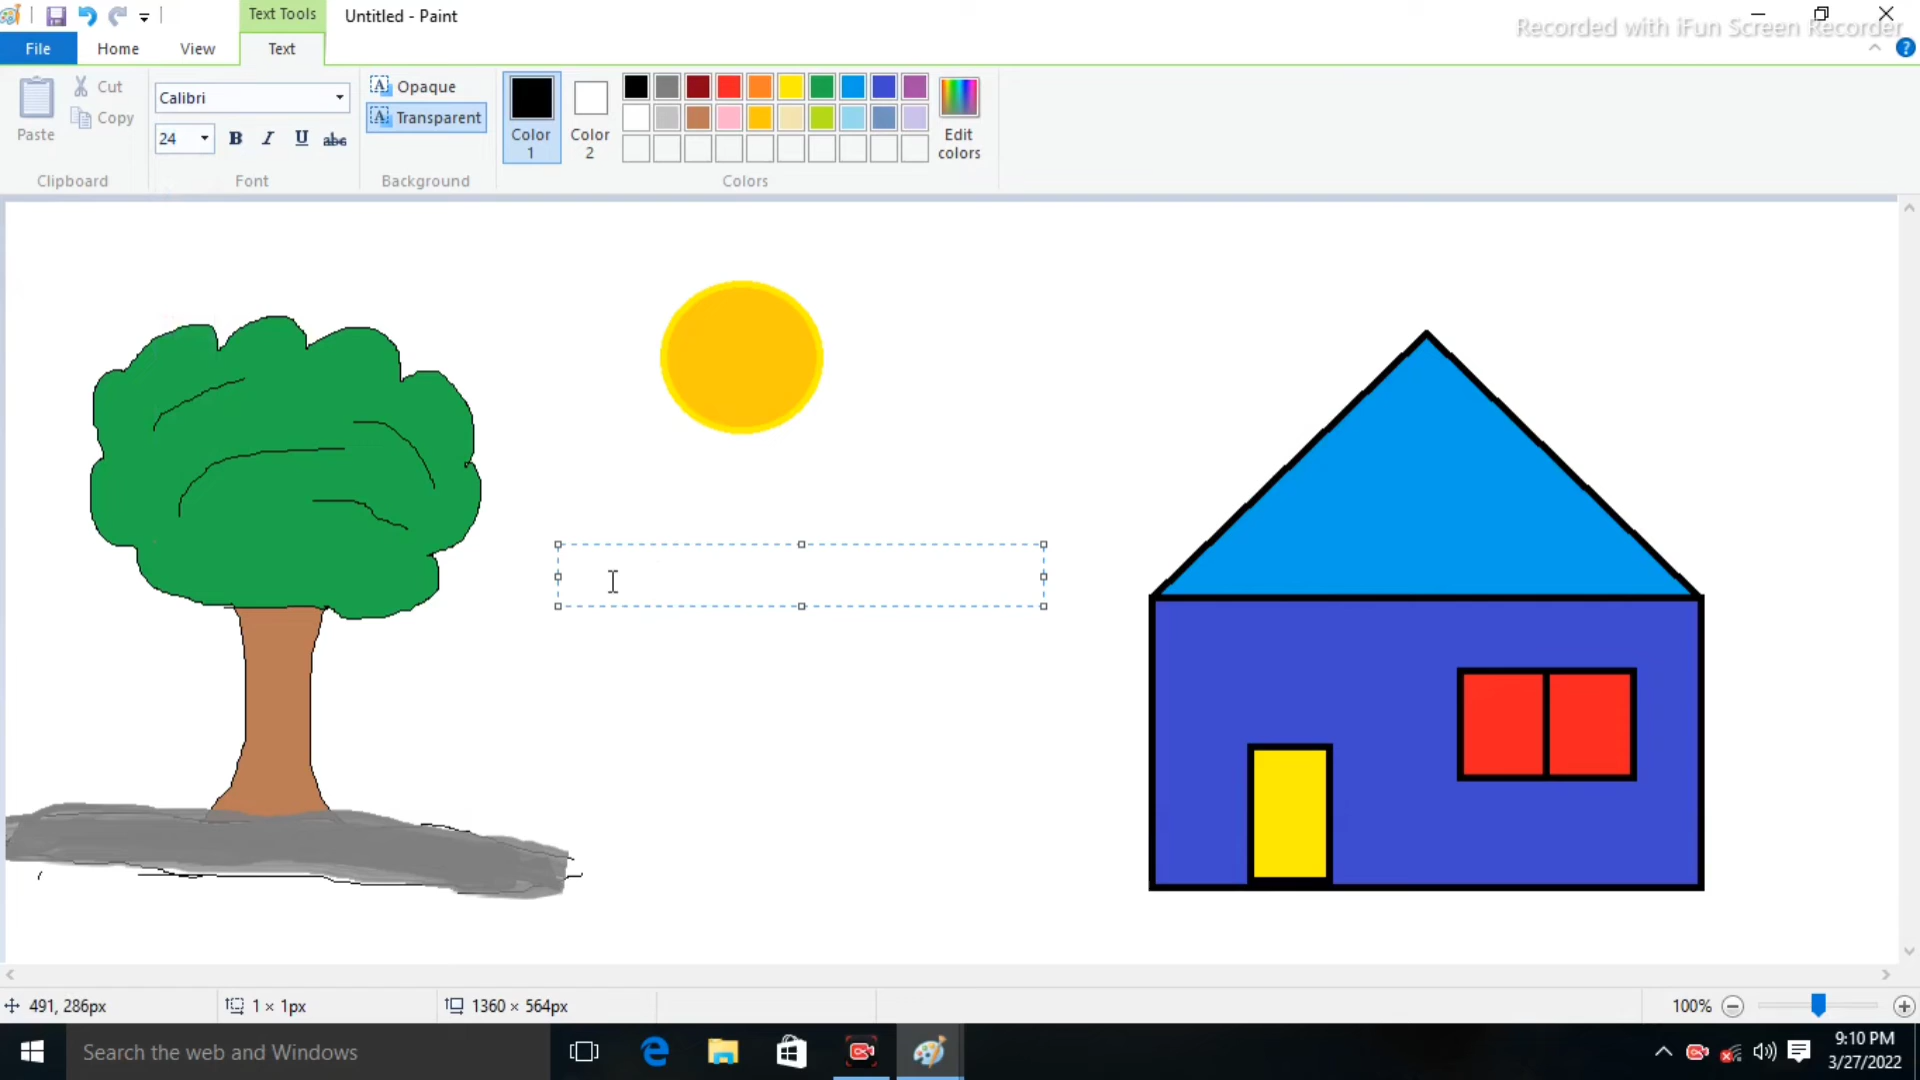 Text Tools
Untitled - Paint
Recorded with iFun Screen Recorder
File
Home
View
Text
Paste
Cut
Copy
Clipboard
Calibri
24
B I U abc
Font
Opaque
Transparent
Background
Color 1
Color 2
Edit colors
Colors
491, 286px
1 × 1px
1360 × 564px
100%
Search the web and Windows
9:10 PM
3/27/2022